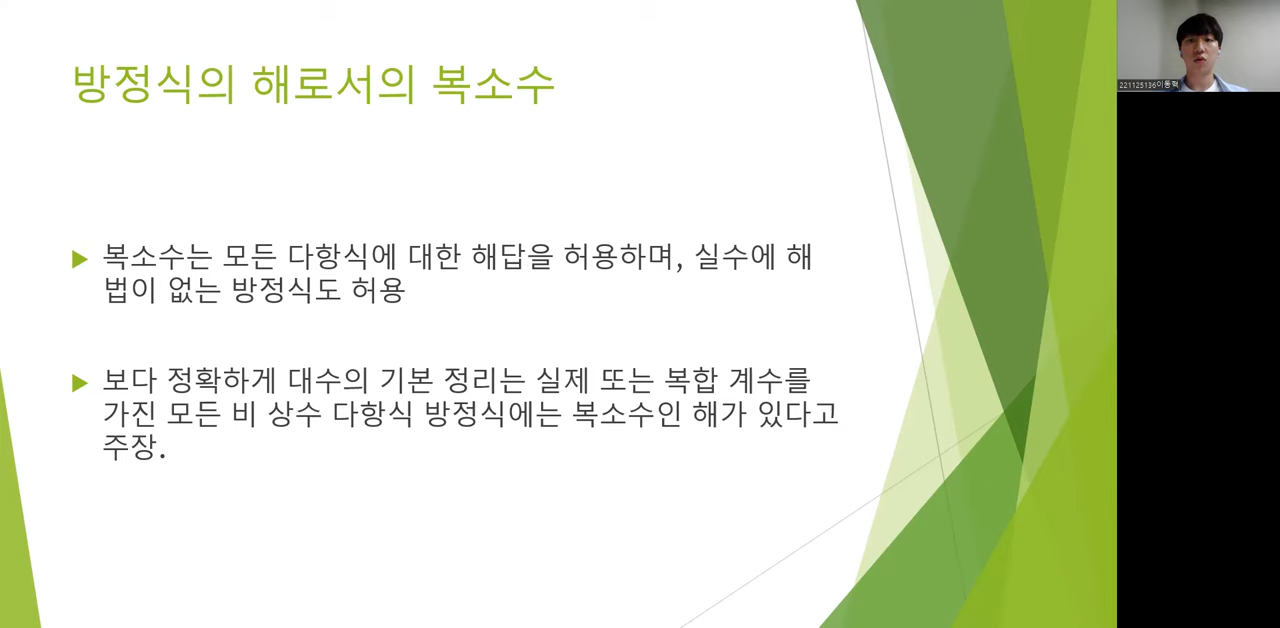 방정식의 해로서의 복소수
복소수는 모든 다항식에 대한 해답을 허용하며, 실수에 해
법이 없는 방정식도 허용
보다 정확하게 대수의 기본 정리는 실제 또는 복합 계수를
가진 모든 비 상수 다항식 방정식에는 복소수인 해가 있다고
주장.
221125136이동혁